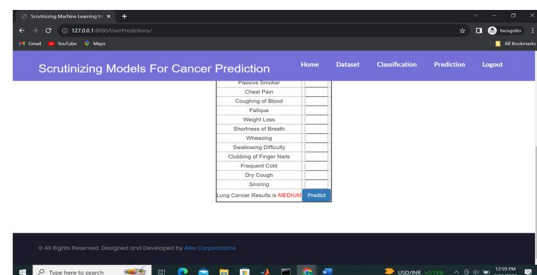 Scrutinizing Machine Learning M
127.0.0.1:8000/UserPredictions/
Incognito
Gmail YouTube Maps
All Bookmarks
Scrutinizing Models For Cancer Prediction
Home Dataset Classification Prediction Logout
Passive Smoker
Chest Pain
Coughing of Blood
Fatique
Weight Loss
Shortness of Breath
Wheezing
Swallowing Difficulty
Clubbing of Finger Nails
Frequent Cold
Dry Cough
Snoring
Lung Cancer Results is MEDIUM Predict
© All Rights Reserved. Designed and Developed by Alex Corporations
Type here to search
USD/INR +0.15%
12:59 PM